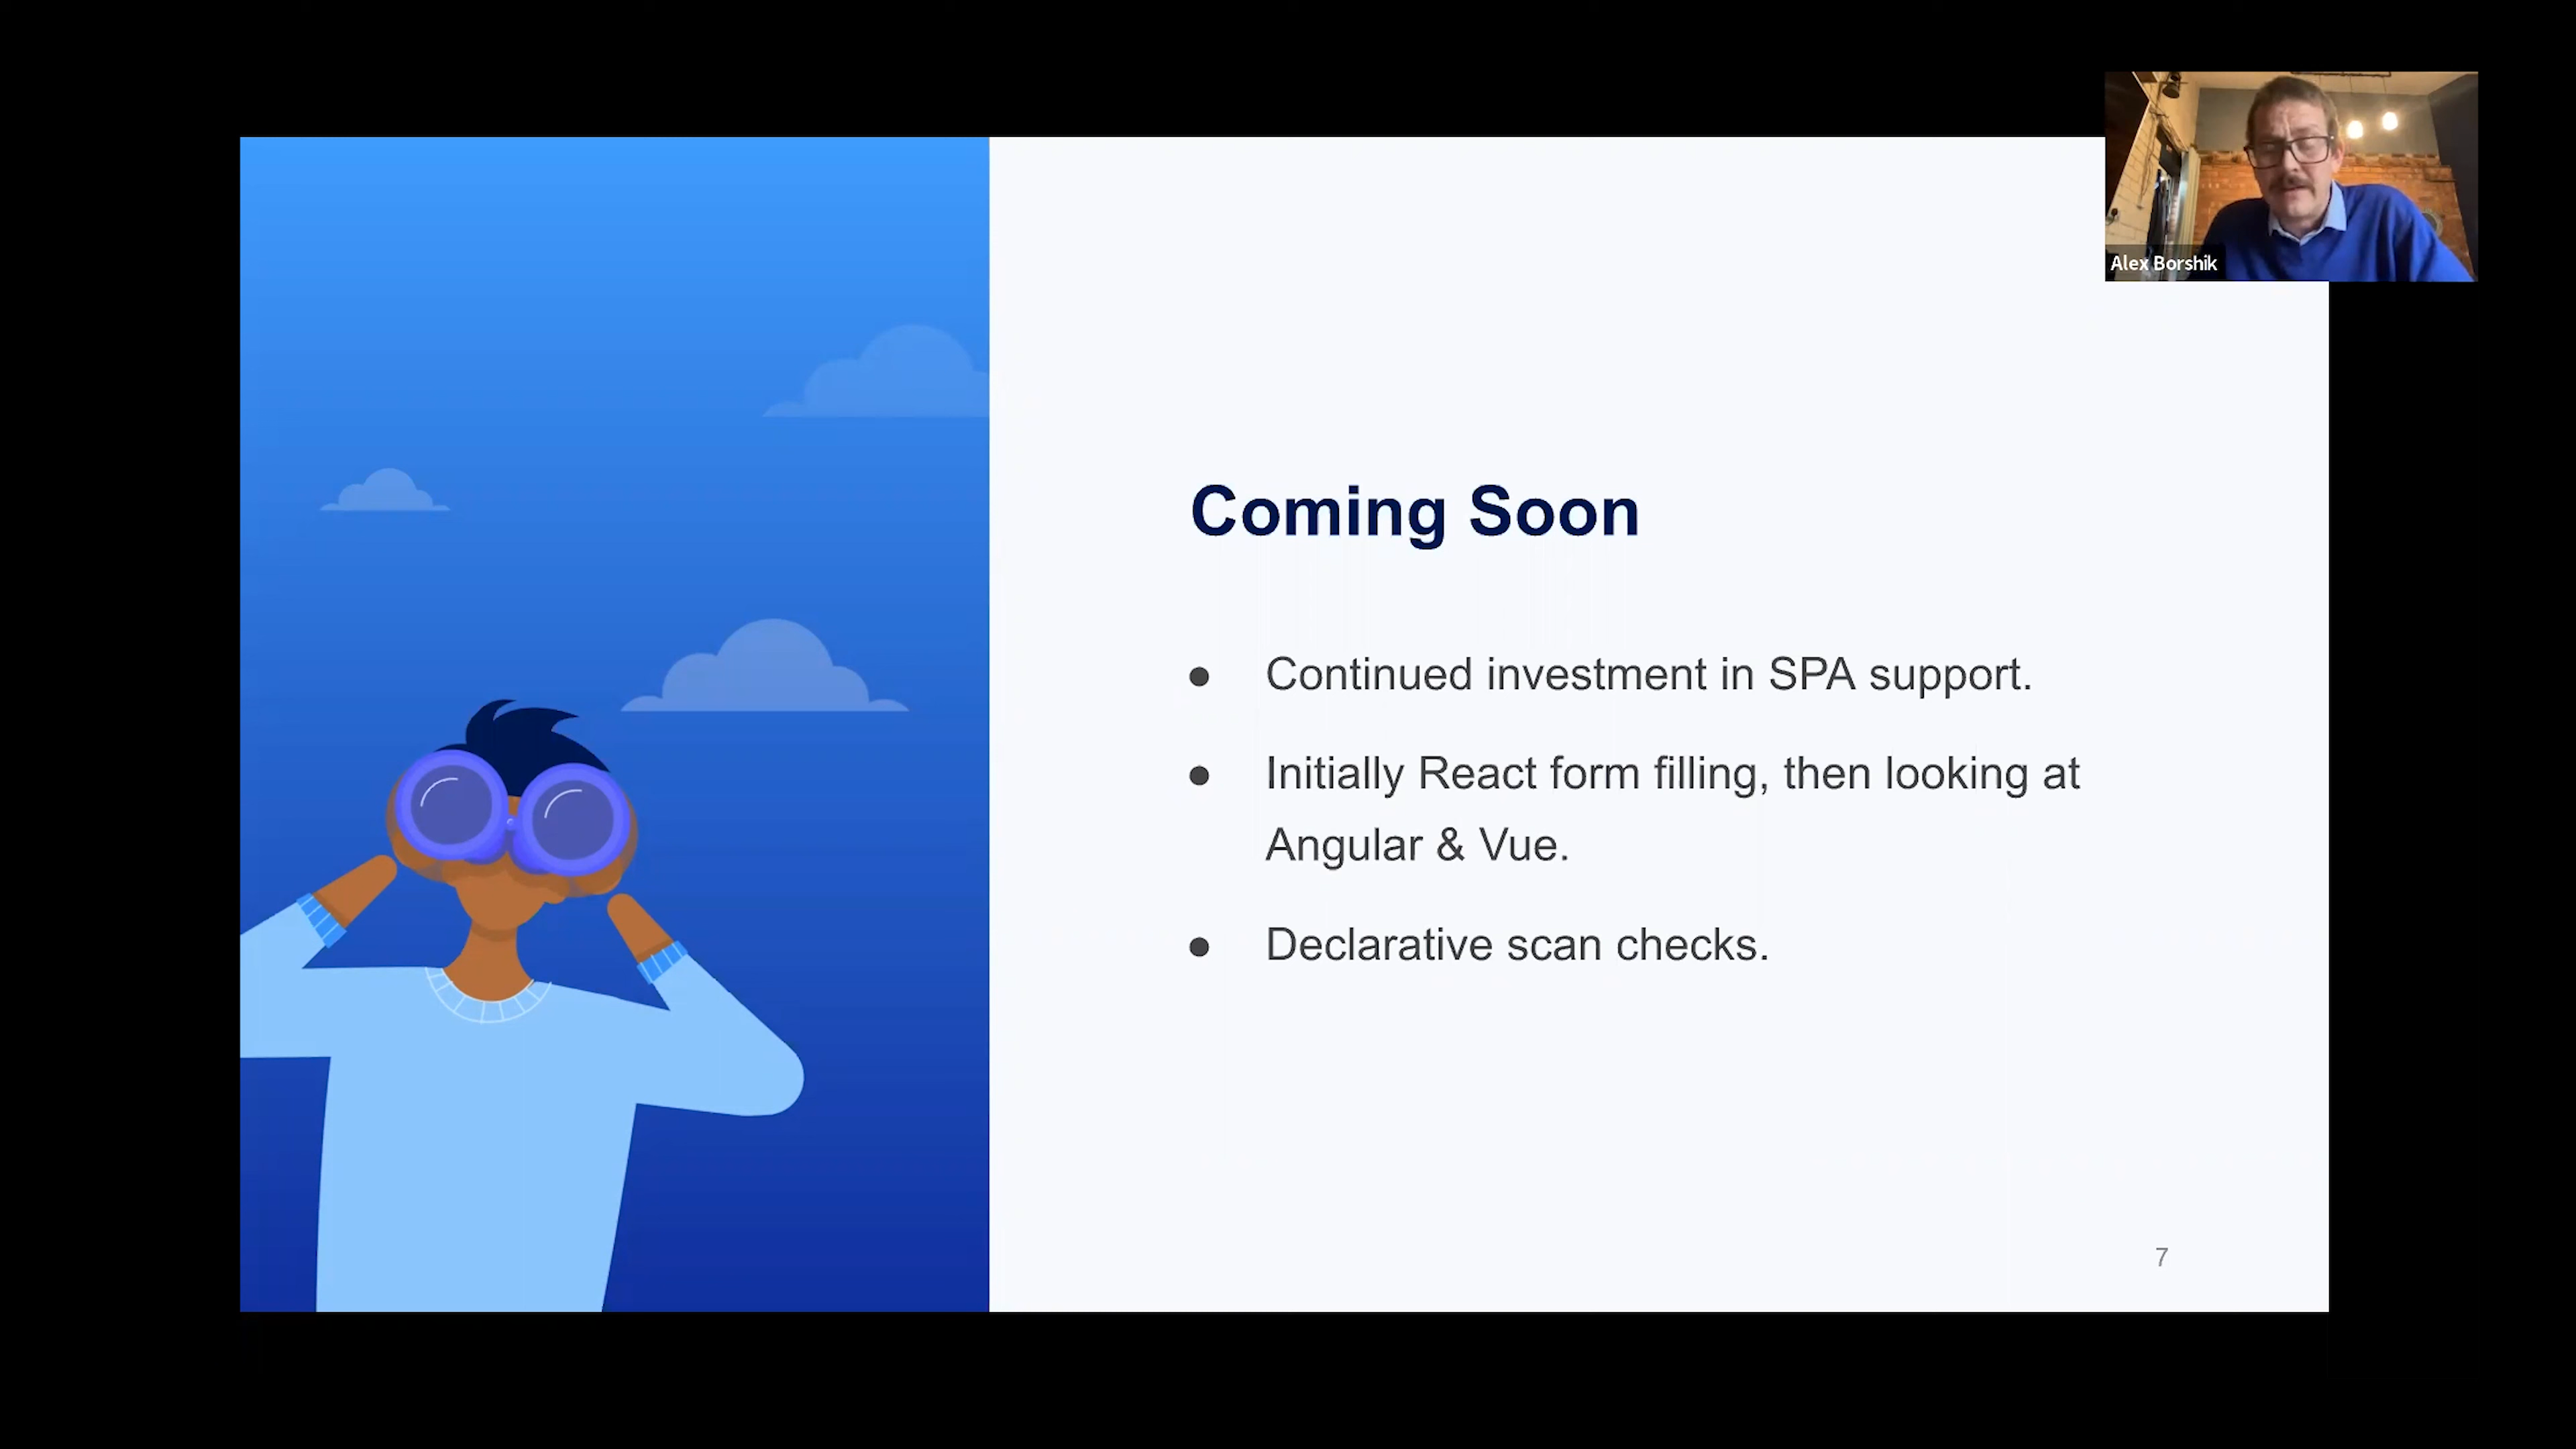 Alex Borshik
Coming Soon
● Continued investment in SPA support.
● Initially React form filling, then looking at
Angular & Vue.
● Declarative scan checks.
7